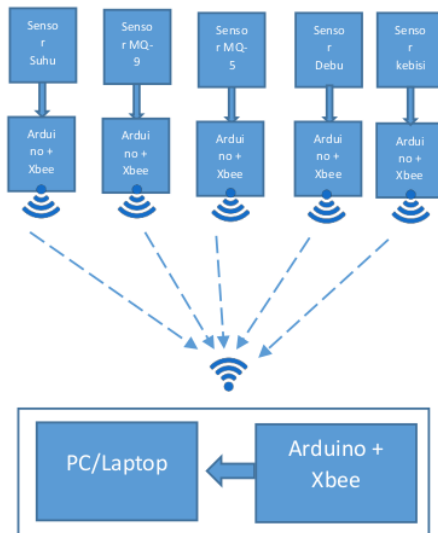 Senso
r
Suhu
Senso
r MQ-
9
Senso
r MQ-
5
Senso
r
Debu
Senso
r
kebisi
Ardui
no +
Xbee
Ardui
no +
Xbee
Ardui
no +
Xbee
Ardui
no +
Xbee
Ardui
no +
Xbee
PC/Laptop
Arduino +
Xbee